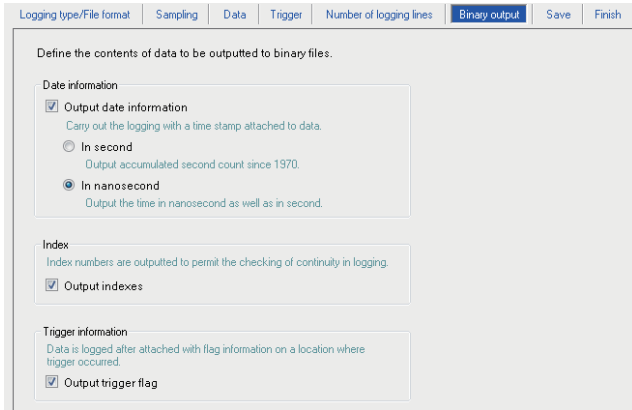 Logging type/File format Sampling Data Trigger Number of logging lines Binary output Save Finish
Define the contents of data to be outputted to binary files.
Date information
Output date information
Carry out the logging with a time stamp attached to data.
In second
Output accumulated second count since 1970.
In nanosecond
Output the time in nanosecond as well as in second.
Index
Index numbers are outputted to permit the checking of continuity in logging.
Output indexes
Trigger information
Data is logged after attached with flag information on a location where
trigger occurred.
Output trigger flag